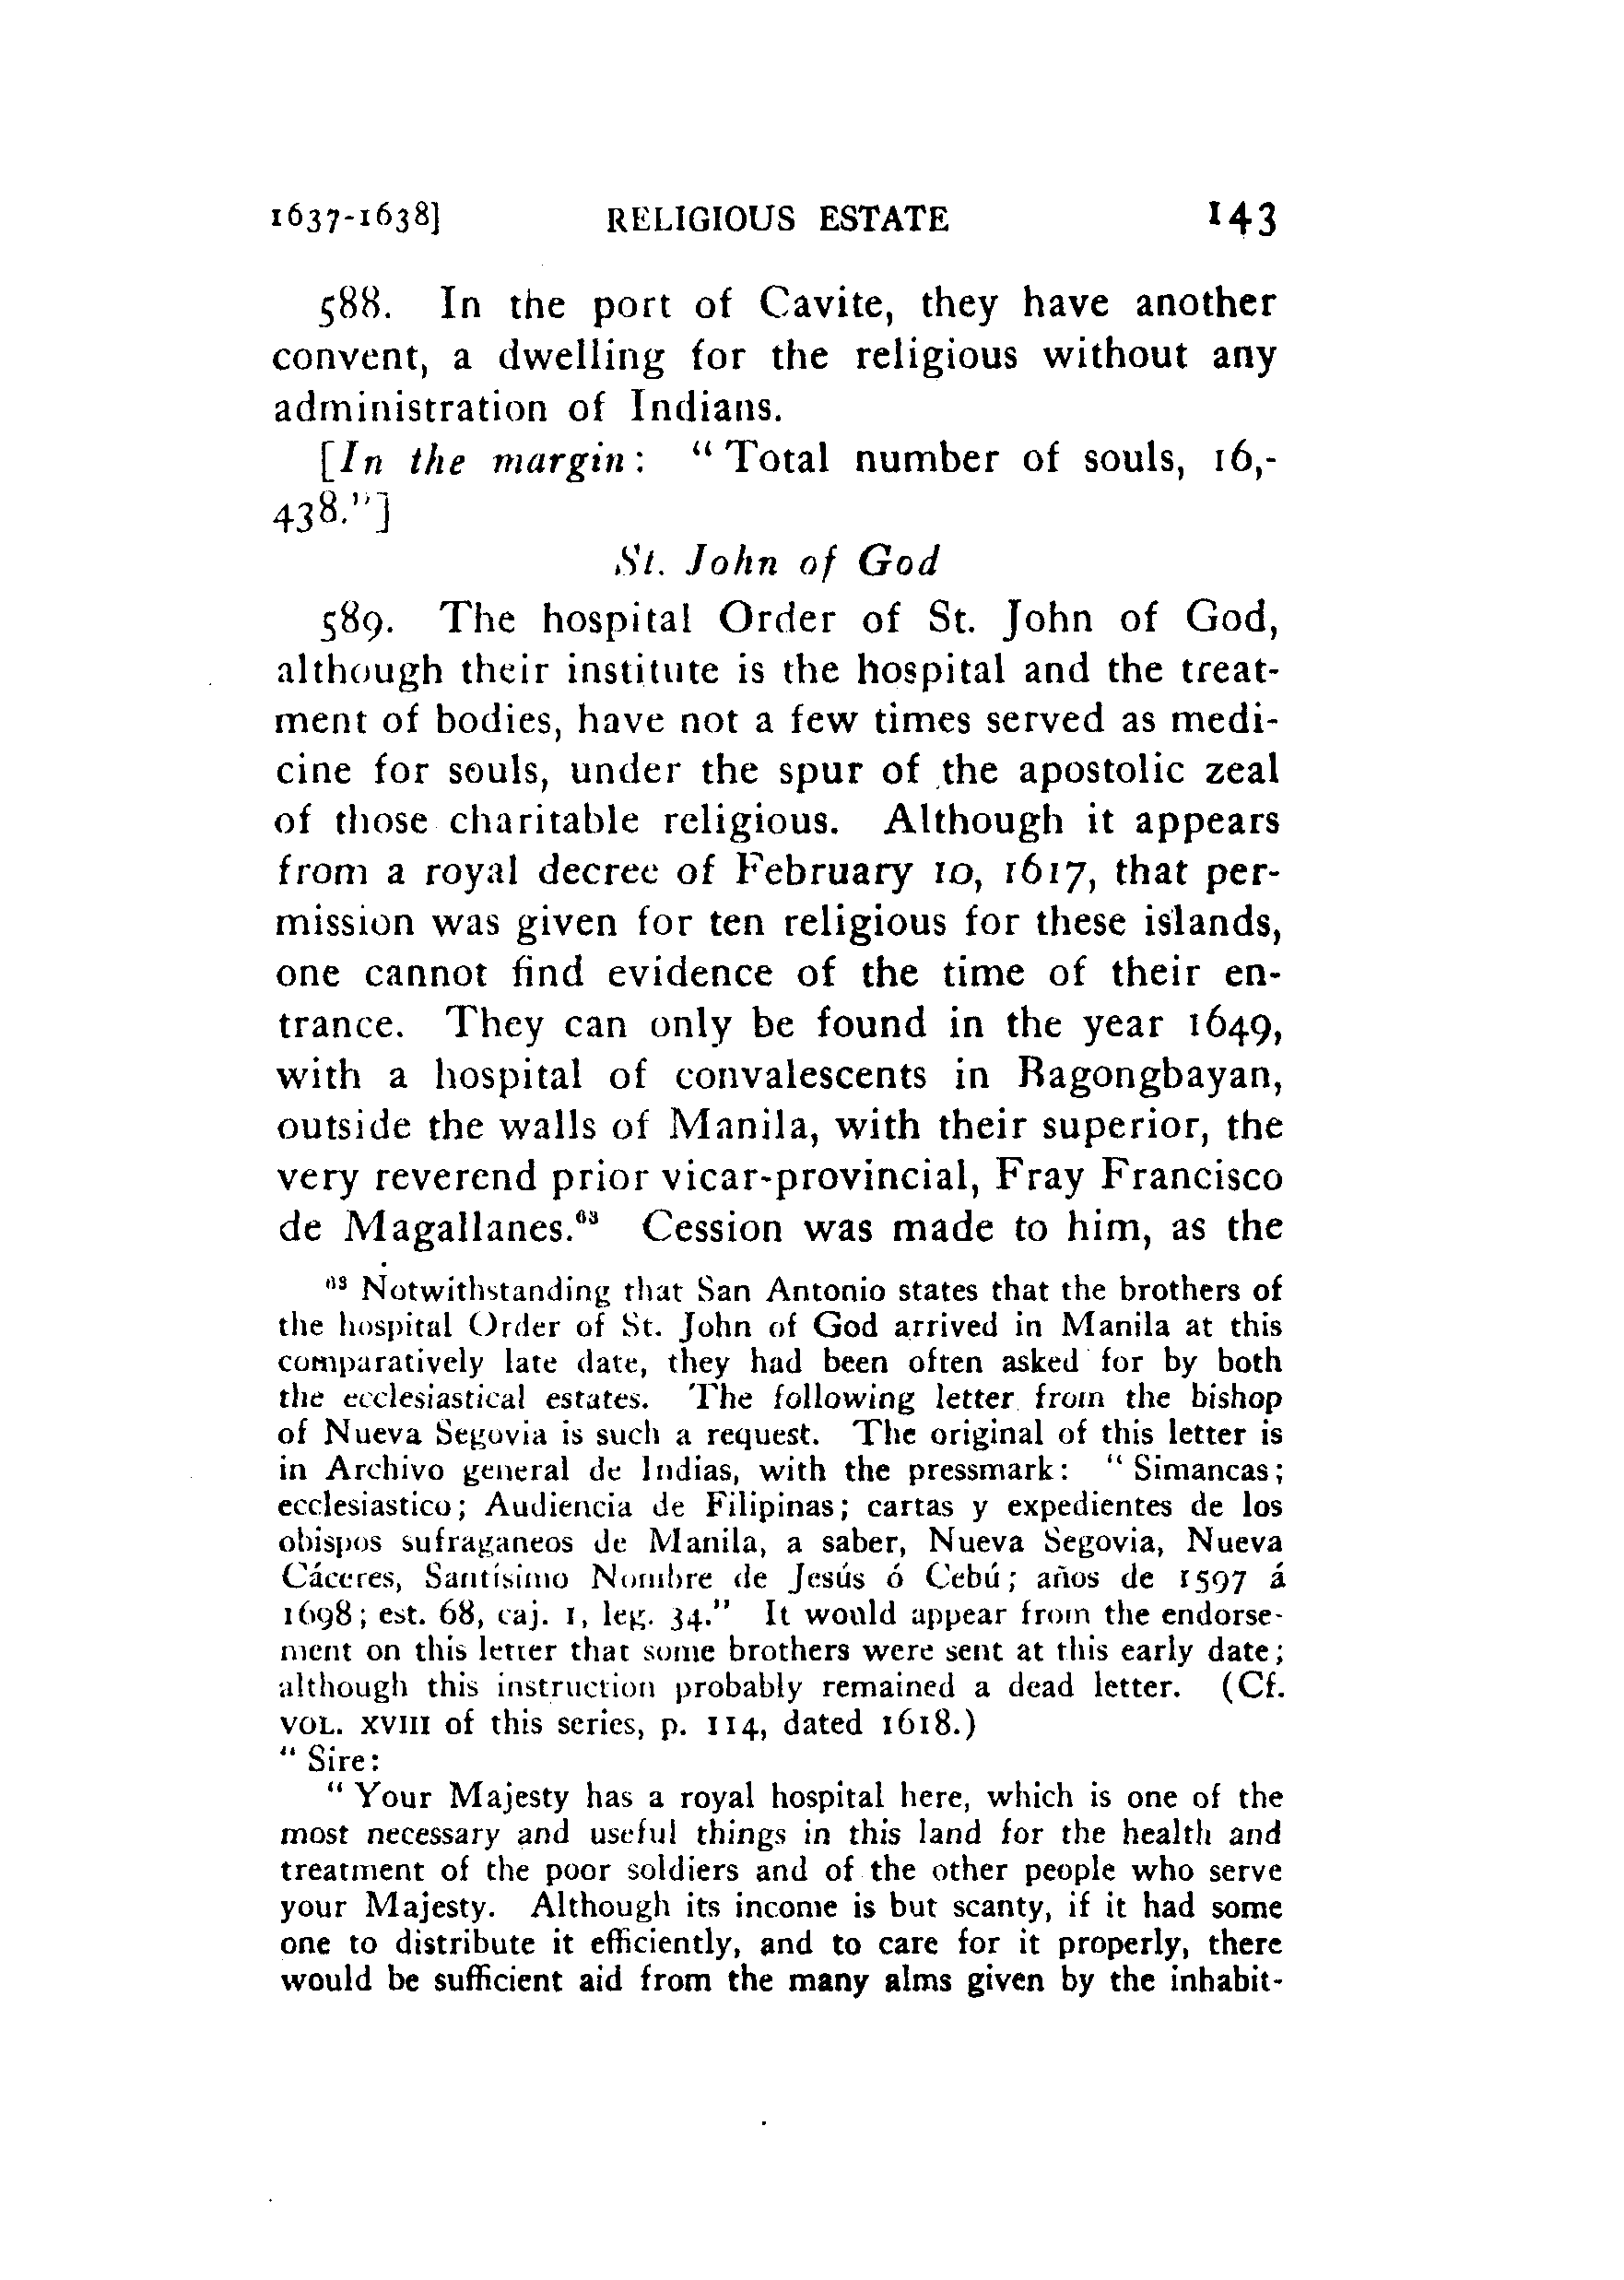 1637-1638] RELIGIOUS ESTATE 143
588. In the port of Cavite, they have another
convent, a dwelling for the religious without any
administration of Indians.
[In the margin: “Total number of souls, 16,-
438.”]
St. John of God
589. The hospital Order of St. John of God,
although their institute is the hospital and the treat-
ment of bodies, have not a few times served as medi-
cine for souls, under the spur of the apostolic zeal
of those charitable religious. Although it appears
from a royal decree of February 10, 1617, that per-
mission was given for ten religious for these islands,
one cannot find evidence of the time of their en-
trance. They can only be found in the year 1649,
with a hospital of convalescents in Bagongbayan,
outside the walls of Manila, with their superior, the
very reverend prior vicar-provincial, Fray Francisco
de Magallanes.⁶³ Cession was made to him, as the
⁶³ Notwithstanding that San Antonio states that the brothers of
the hospital Order of St. John of God arrived in Manila at this
comparatively late date, they had been often asked for by both
the ecclesiastical estates. The following letter from the bishop
of Nueva Segovia is such a request. The original of this letter is
in Archivo general de Indias, with the pressmark: “Simancas;
ecclesiastico; Audiencia de Filipinas; cartas y expedientes de los
obispos sufraganeos de Manila, a saber, Nueva Segovia, Nueva
Cáceres, Santísimo Nombre de Jesús ó Cebú; años de 1597 á
1698; est. 68, caj. 1, leg. 34.” It would appear from the endorse-
ment on this letter that some brothers were sent at this early date;
although this instruction probably remained a dead letter. (Cf.
VOL. XVIII of this series, p. 114, dated 1618.)
“Sire:
“Your Majesty has a royal hospital here, which is one of the
most necessary and useful things in this land for the health and
treatment of the poor soldiers and of the other people who serve
your Majesty. Although its income is but scanty, if it had some
one to distribute it efficiently, and to care for it properly, there
would be sufficient aid from the many alms given by the inhabit-